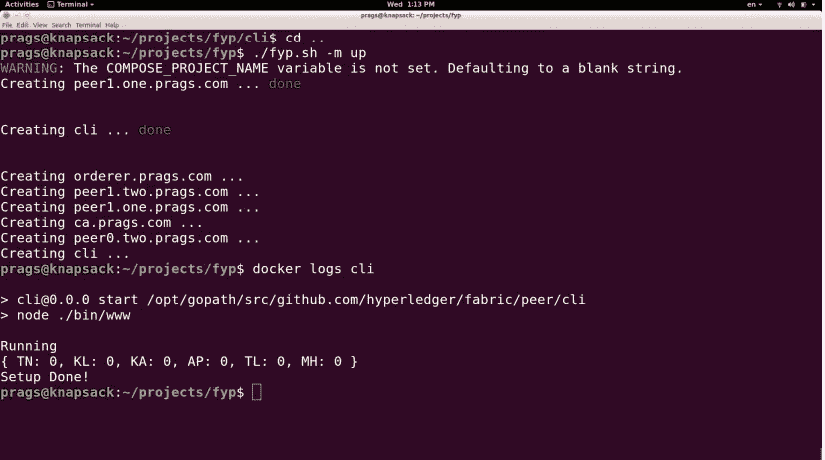 Activities Terminal Wed 1:13 PM en
prags@knapsack: ~/projects/fyp
File Edit View Search Terminal Help
prags@knapsack:~/projects/fyp/cli$ cd ..
prags@knapsack:~/projects/fyp$ ./fyp.sh -m up
WARNING: The COMPOSE_PROJECT_NAME variable is not set. Defaulting to a blank string.
Creating peer1.one.prags.com ... done
Creating cli ... done
Creating orderer.prags.com ...
Creating peer1.two.prags.com ...
Creating peer1.one.prags.com ...
Creating ca.prags.com ...
Creating peer0.two.prags.com ...
Creating cli ...
prags@knapsack:~/projects/fyp$ docker logs cli
> cli@0.0.0 start /opt/gopath/src/github.com/hyperledger/fabric/peer/cli
> node ./bin/www
Running
{ TN: 0, KL: 0, KA: 0, AP: 0, TL: 0, MH: 0 }
Setup Done!
prags@knapsack:~/projects/fyp$